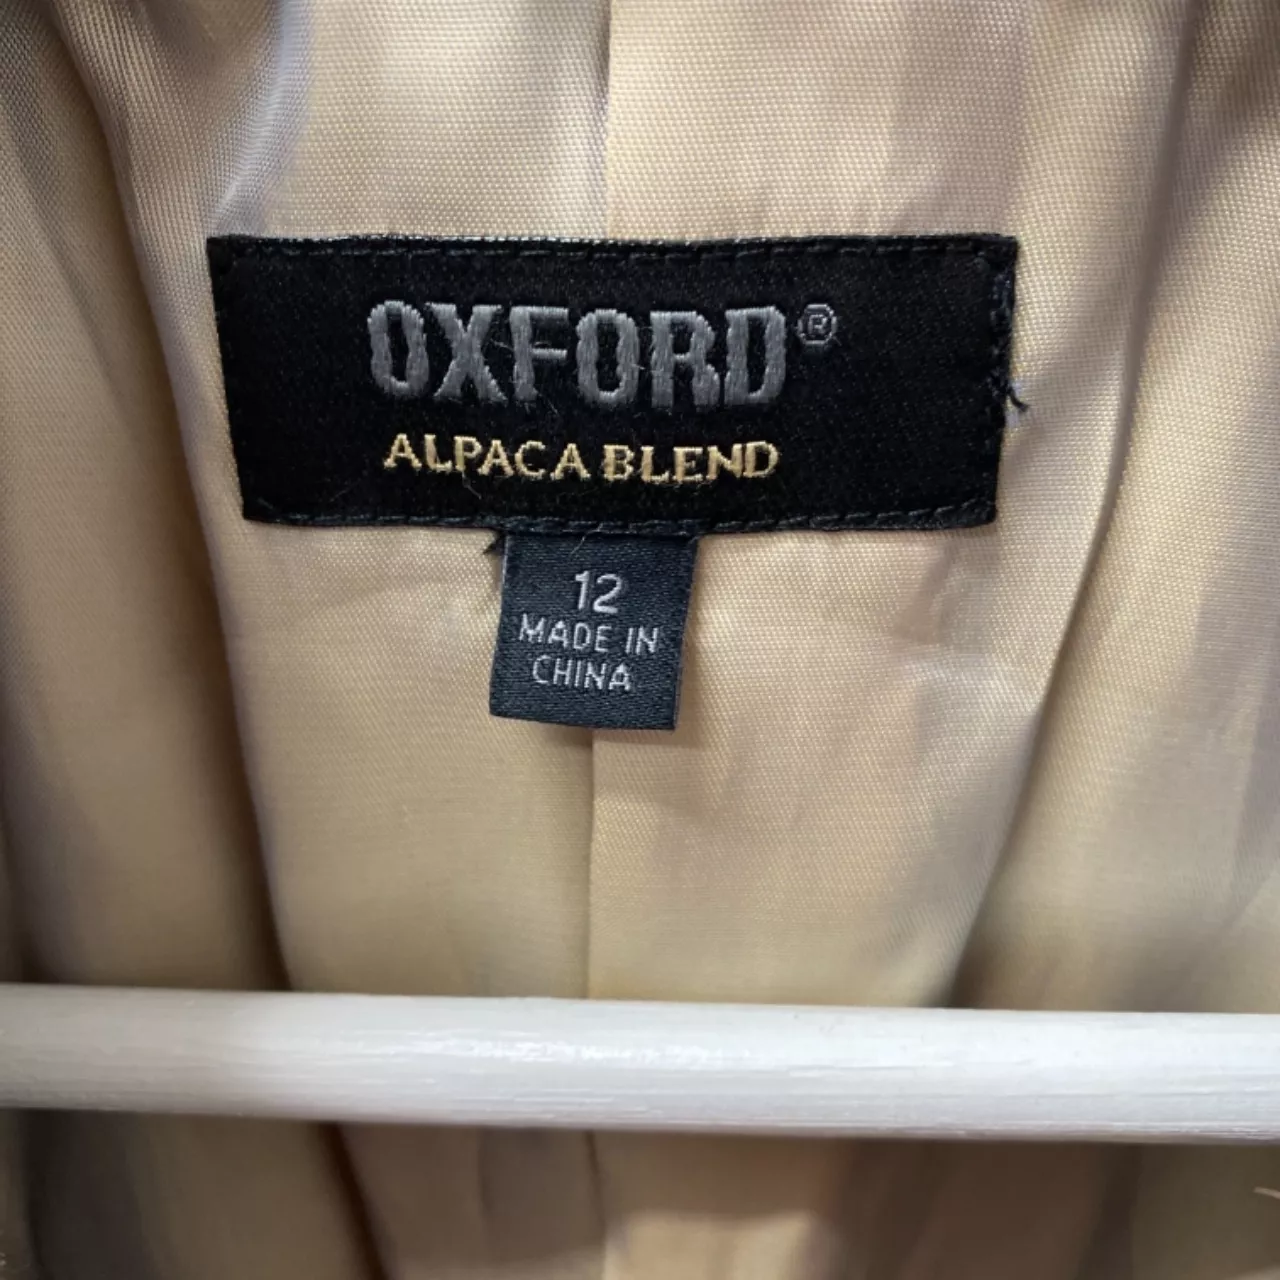 OXFORD®
ALPACA BLEND
12
MADE IN
CHINA